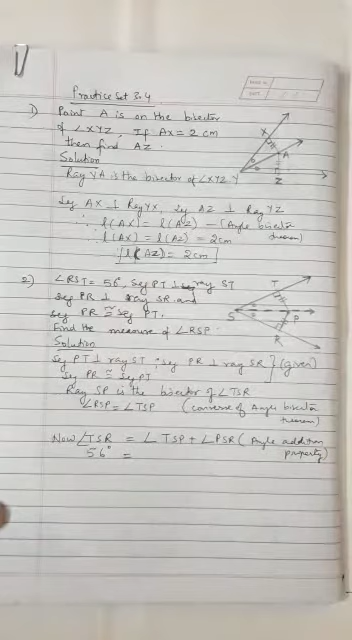 Practice Set 3.4
PAGE NO.
DATE
1) Point A is on the bisector
of ∠XYZ. If AX = 2 cm
then find AZ.
Solution
Ray YA is the bisector of ∠XYZ
X
A
Y
Z
Seg AX ⊥ Ray YX, Seg AZ ⊥ Ray YZ
∴ l(AX) = l(AZ) - (Angle bisector
theorem)
l(AX) = l(AZ) = 2cm
l(AZ) = 2cm
2) ∠RST = 56°, Seg PT ⊥ ray ST
seg PR ⊥ ray SR and
seg PR ≅ seg PT.
Find the measure of ∠RSP.
T
S
P
R
Solution
Seg PT ⊥ ray ST ; seg PR ⊥ ray SR } (given)
Seg PR ≅ Seg PT
Ray SP is the bisector of ∠TSR
∠RSP = ∠TSP (converse of Angle bisector
theorem)
Now ∠TSR = ∠TSP + ∠PSR (Angle addition
property)
56° =